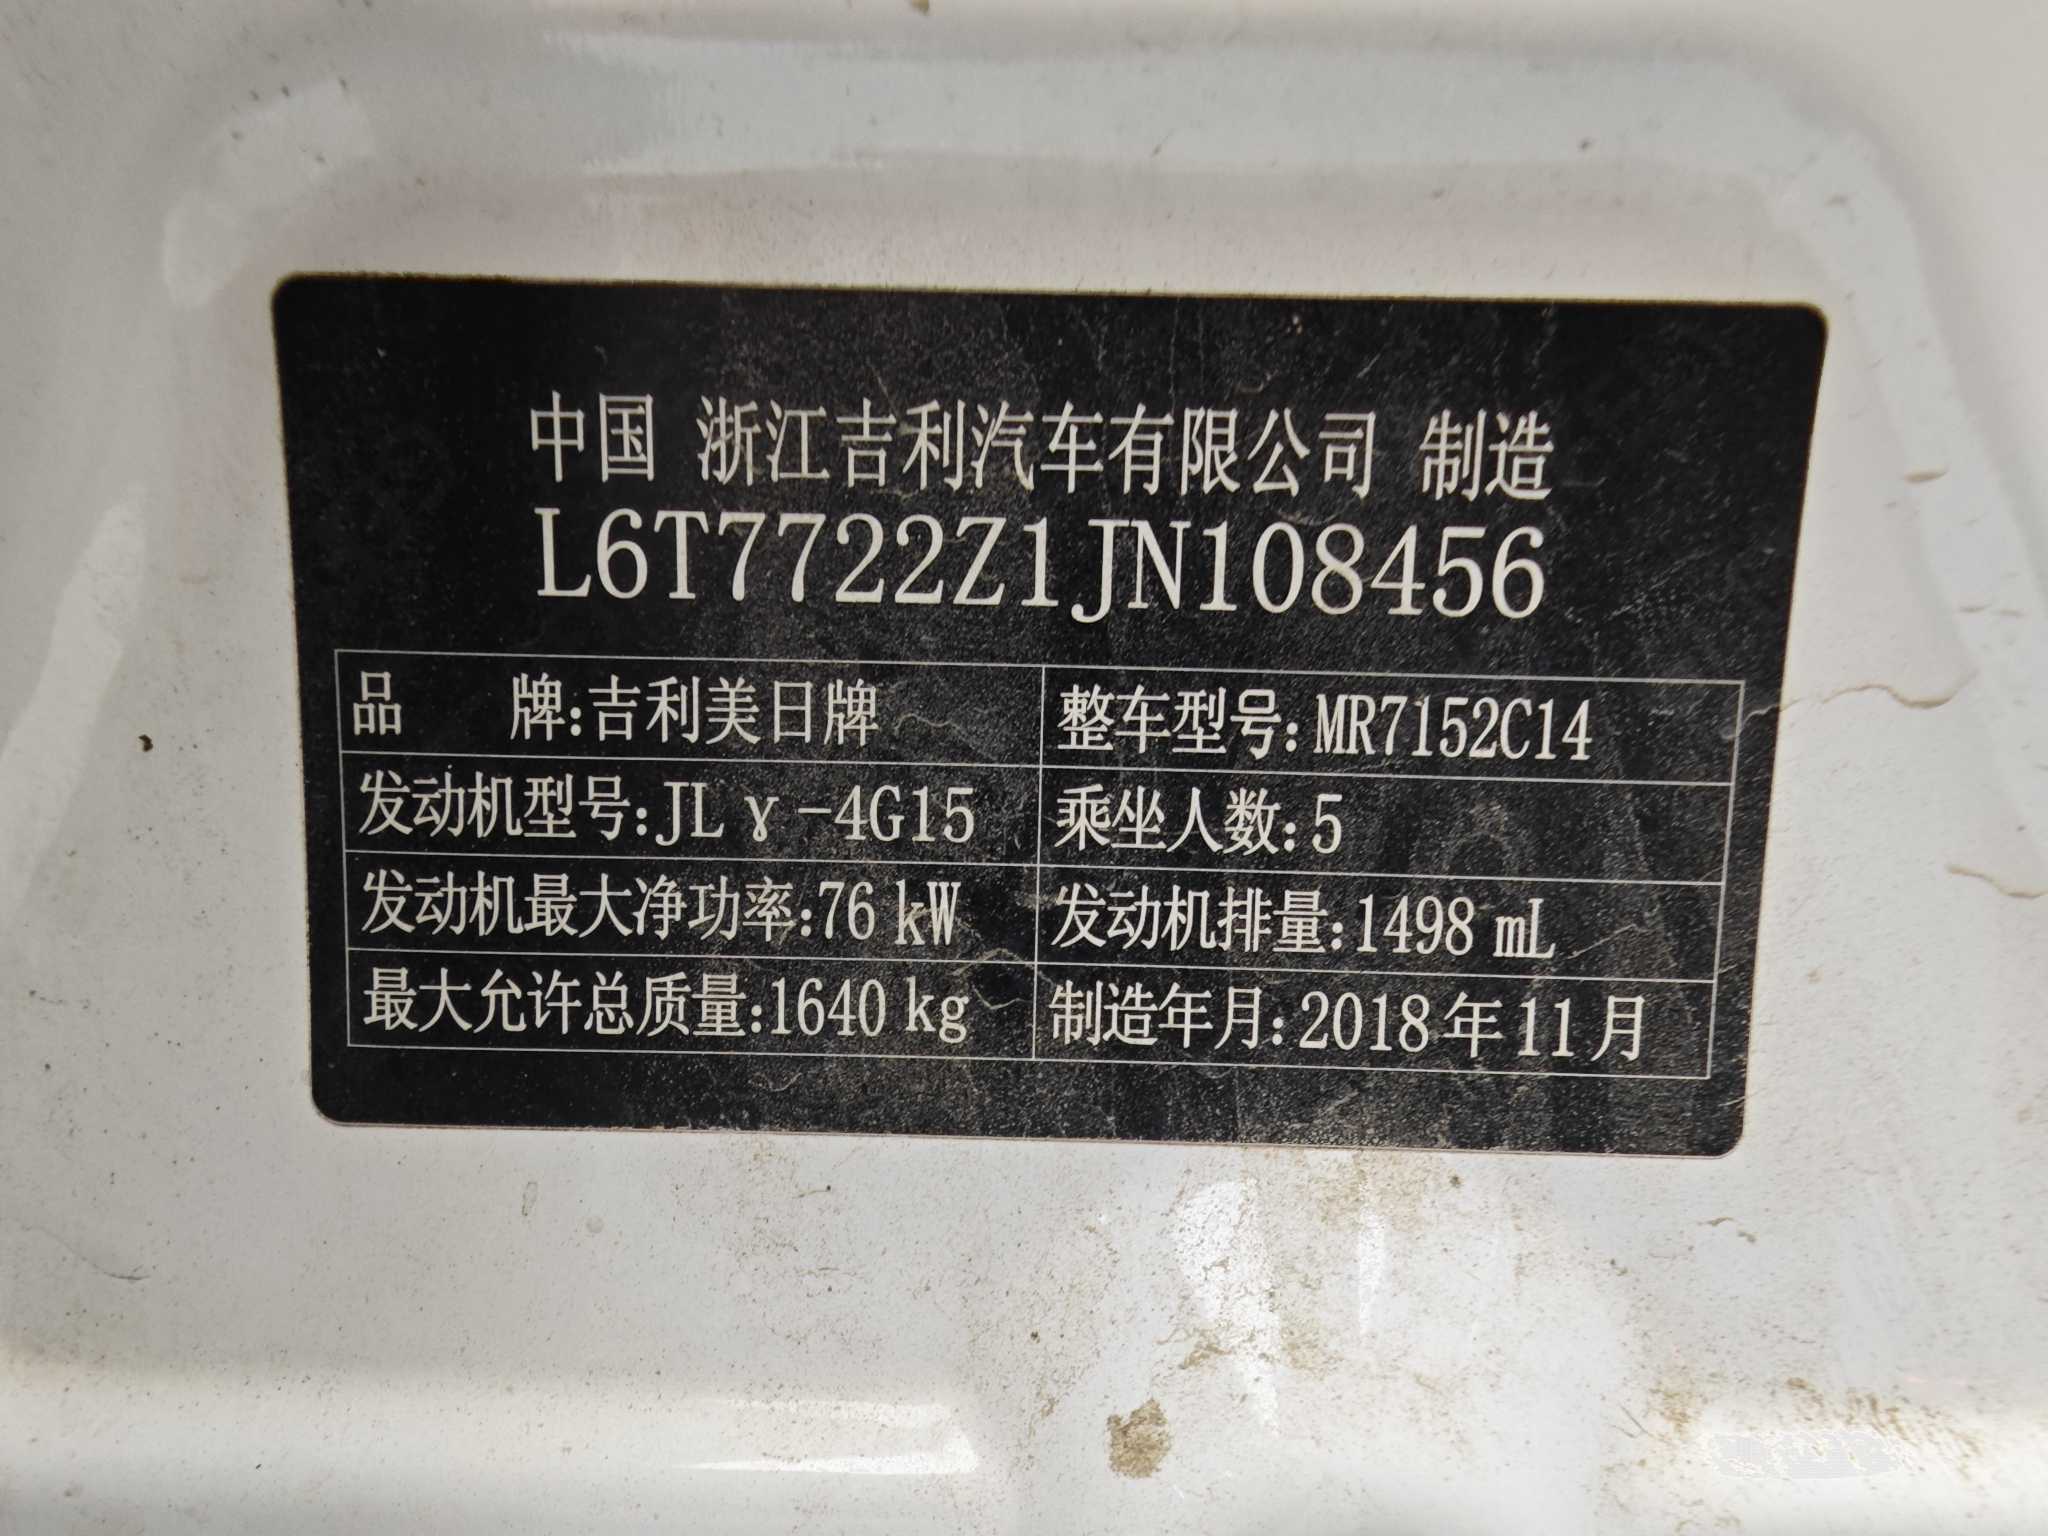 中国 浙江吉利汽车有限公司 制造
L6T7722Z1JN108456
品 牌:吉利美日牌 整车型号:MR7152C14
发动机型号:JLγ-4G15 乘坐人数:5
发动机最大净功率:76 kW 发动机排量:1498 mL
最大允许总质量:1640 kg 制造年月:2018年11月